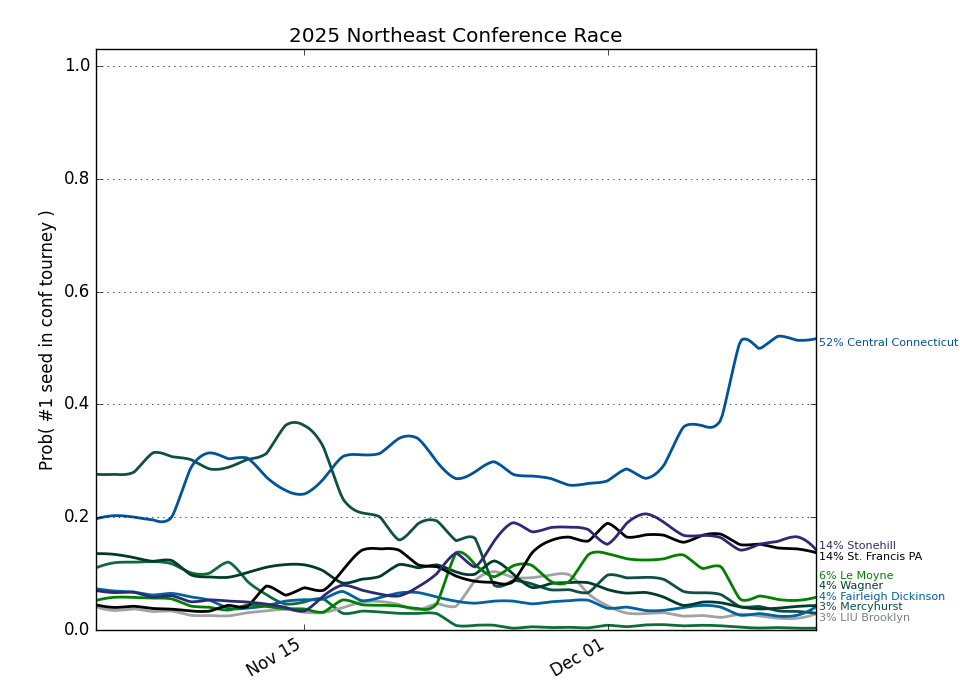 2025 Northeast Conference Race
Prob( #1 seed in conf tourney )
1.0
0.8
0.6
0.4
0.2
0.0
Nov 15
Dec 01
52% Central Connecticut
14% Stonehill
14% St. Francis PA
6% Le Moyne
4% Wagner
4% Fairleigh Dickinson
3% Mercyhurst
3% LIU Brooklyn